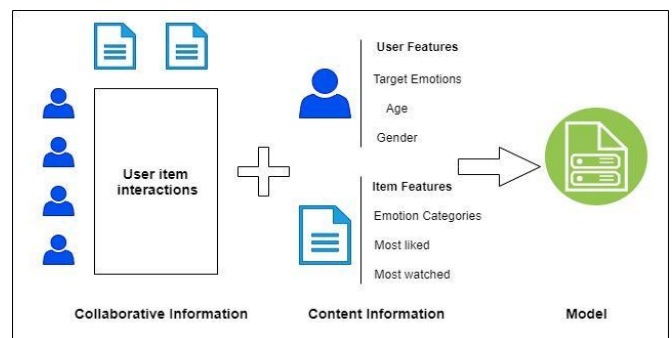 User item
interactions
User Features
Target Emotions
Age
Gender
Item Features
Emotion Categories
Most liked
Most watched
Collaborative Information
Content Information
Model